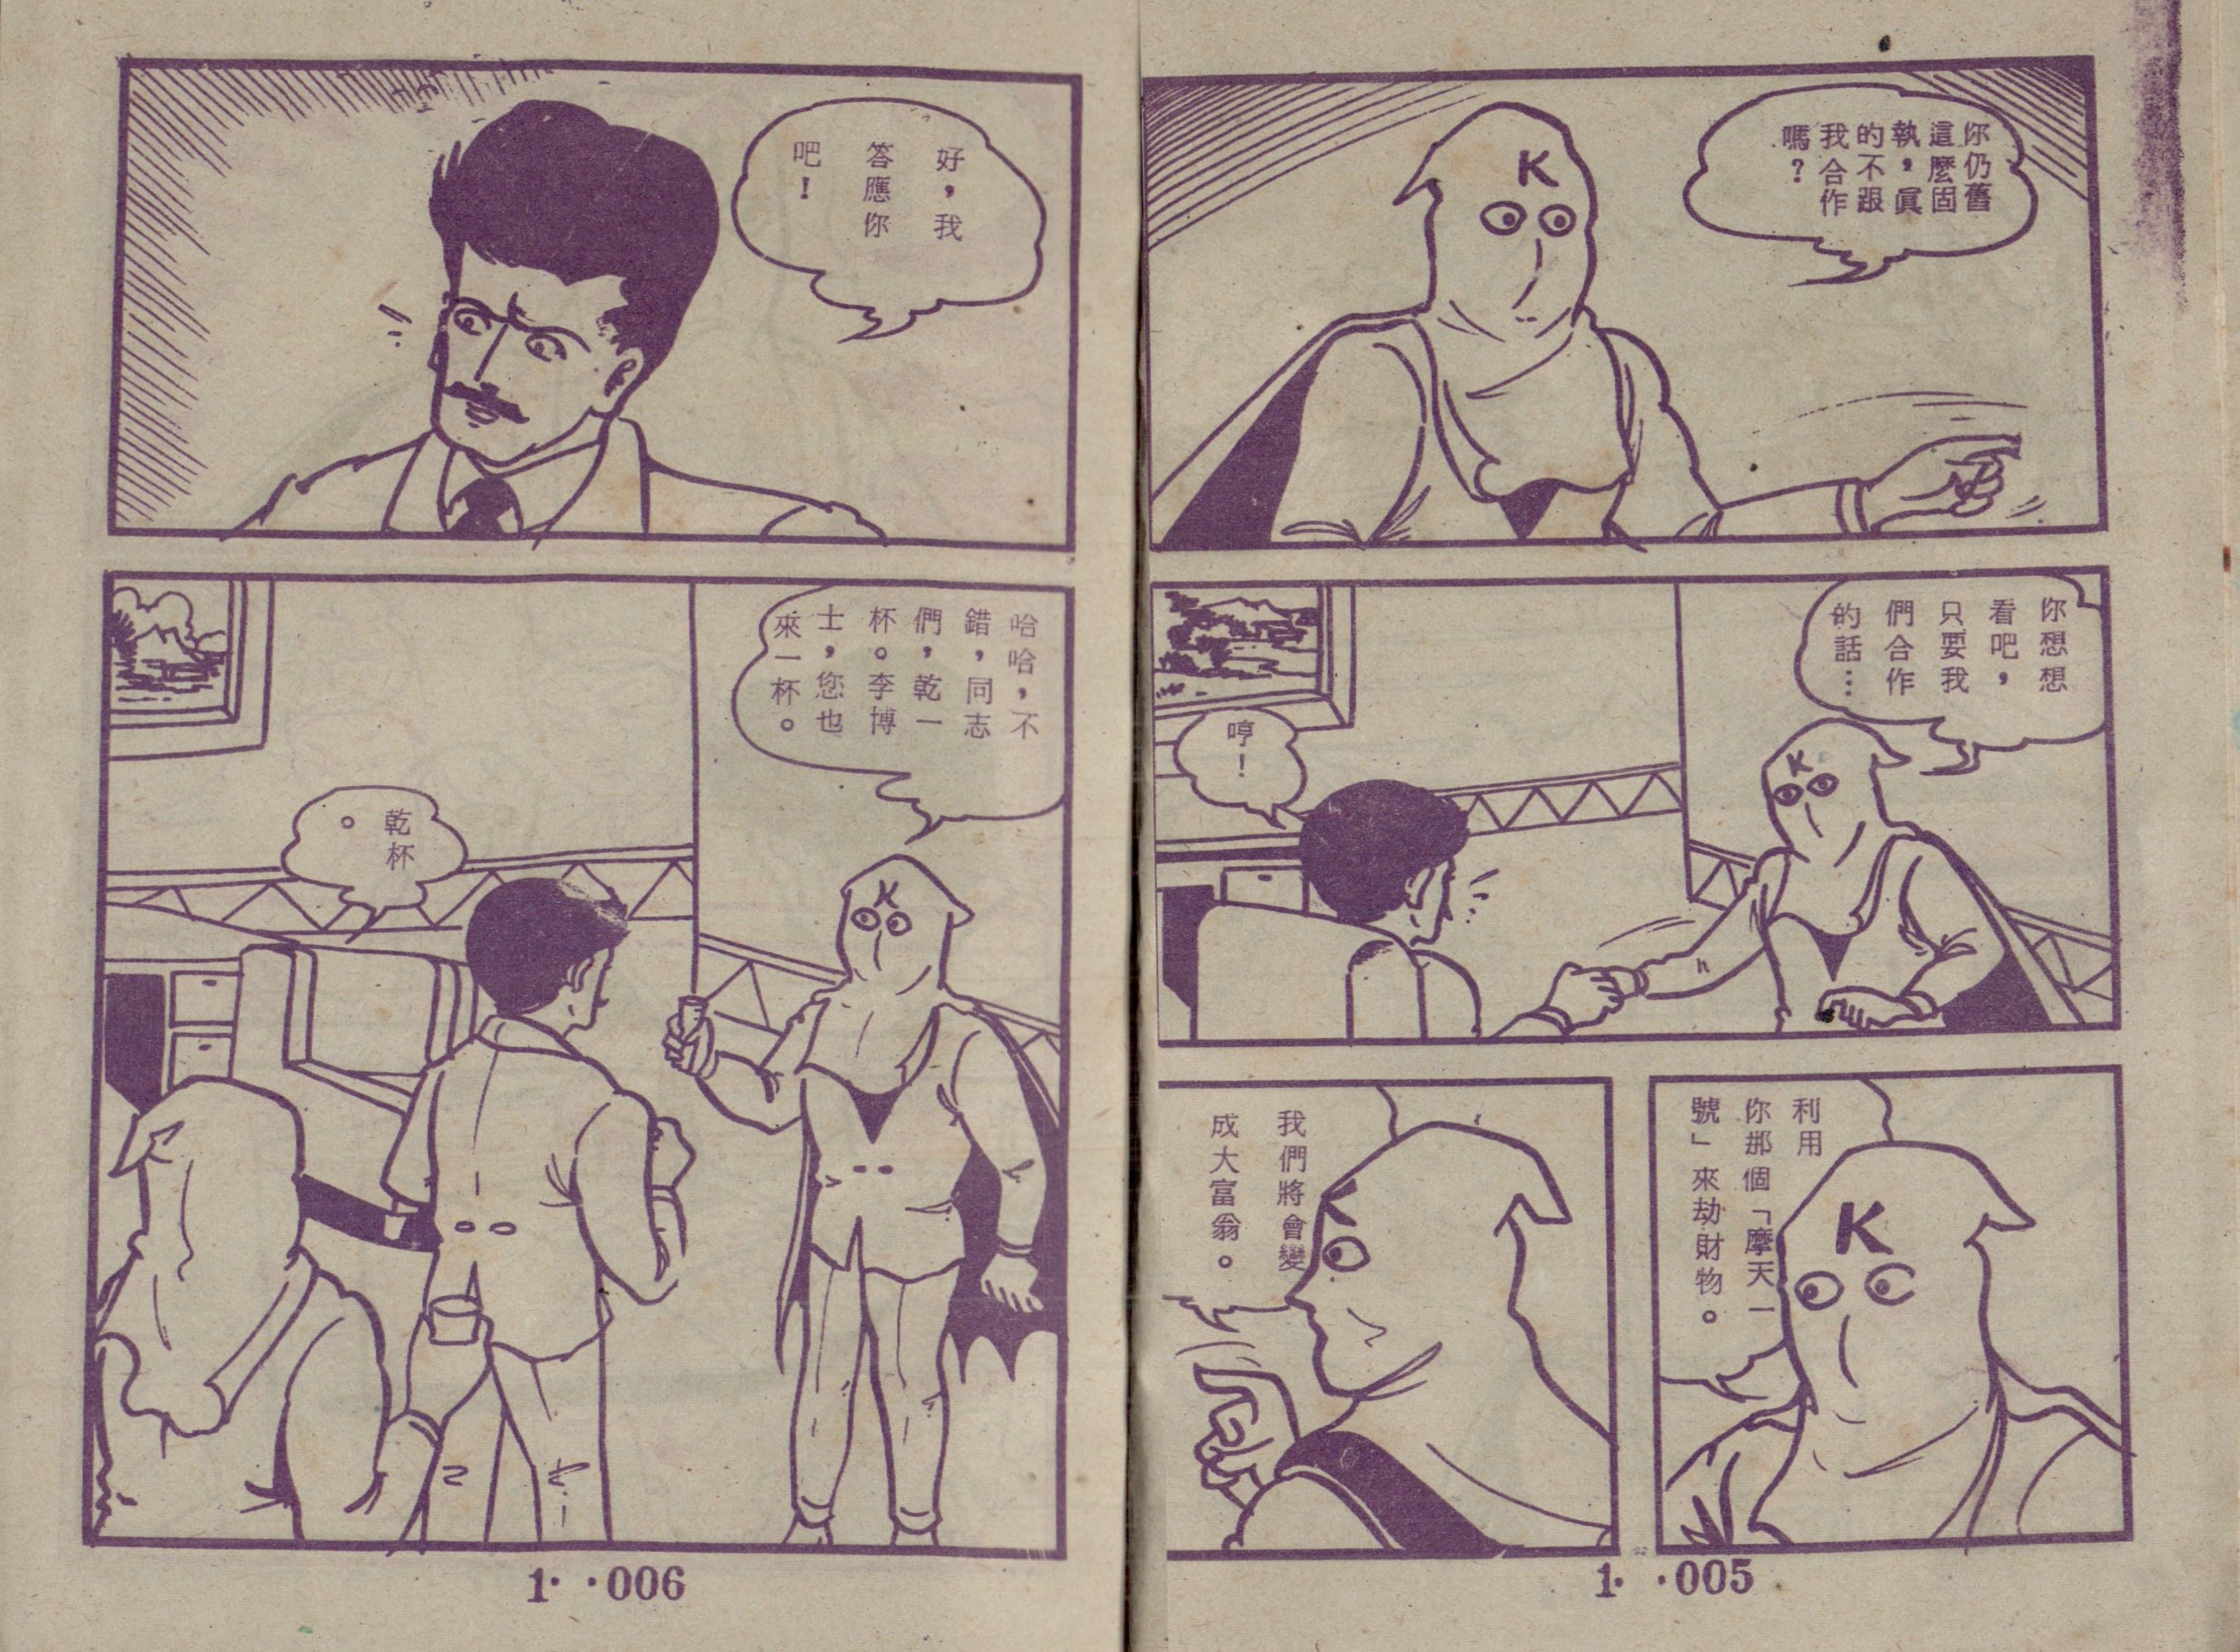 你仍舊
這麼固
執，眞
的不跟
我合作
嗎？
K
你想想
看吧，
只要我
們合作
的話…
哼！
K
利用
你那個「摩天一
號」來劫財物。
K
我們將會變
成大富翁。
K
1・・005
好，我
答應你
吧！
哈哈，不
錯，同志
們，乾一
杯。李博
士，您也
來一杯。
K
乾杯
。
1・・006